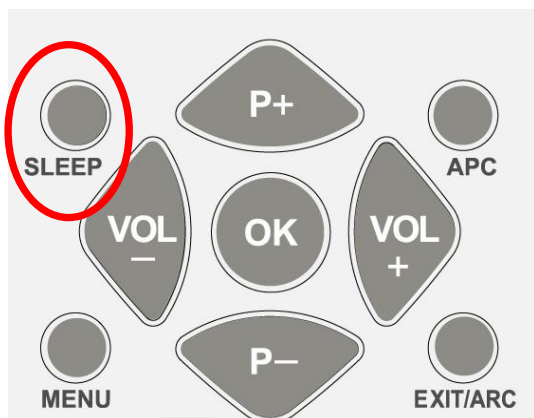 P+
SLEEP
APC
VOL
–
OK
VOL
+
P–
MENU
EXIT/ARC